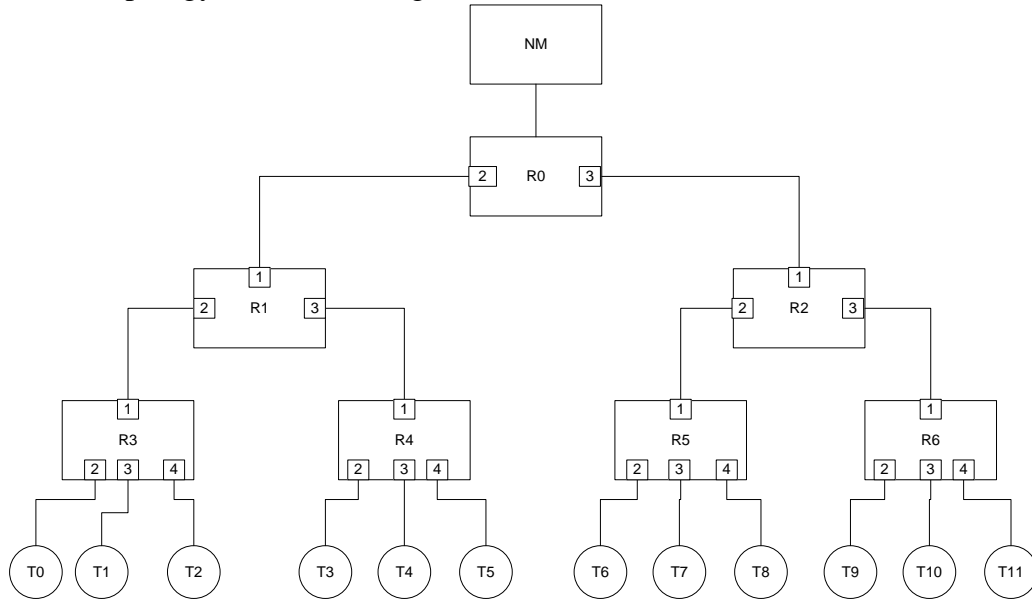 NM
2 R0 3
1 1
2 R1 3 2 R2 3
1 1 1 1
R3 R4 R5 R6
2 3 4 2 3 4 2 3 4 2 3 4
T0 T1 T2 T3 T4 T5 T6 T7 T8 T9 T10 T11